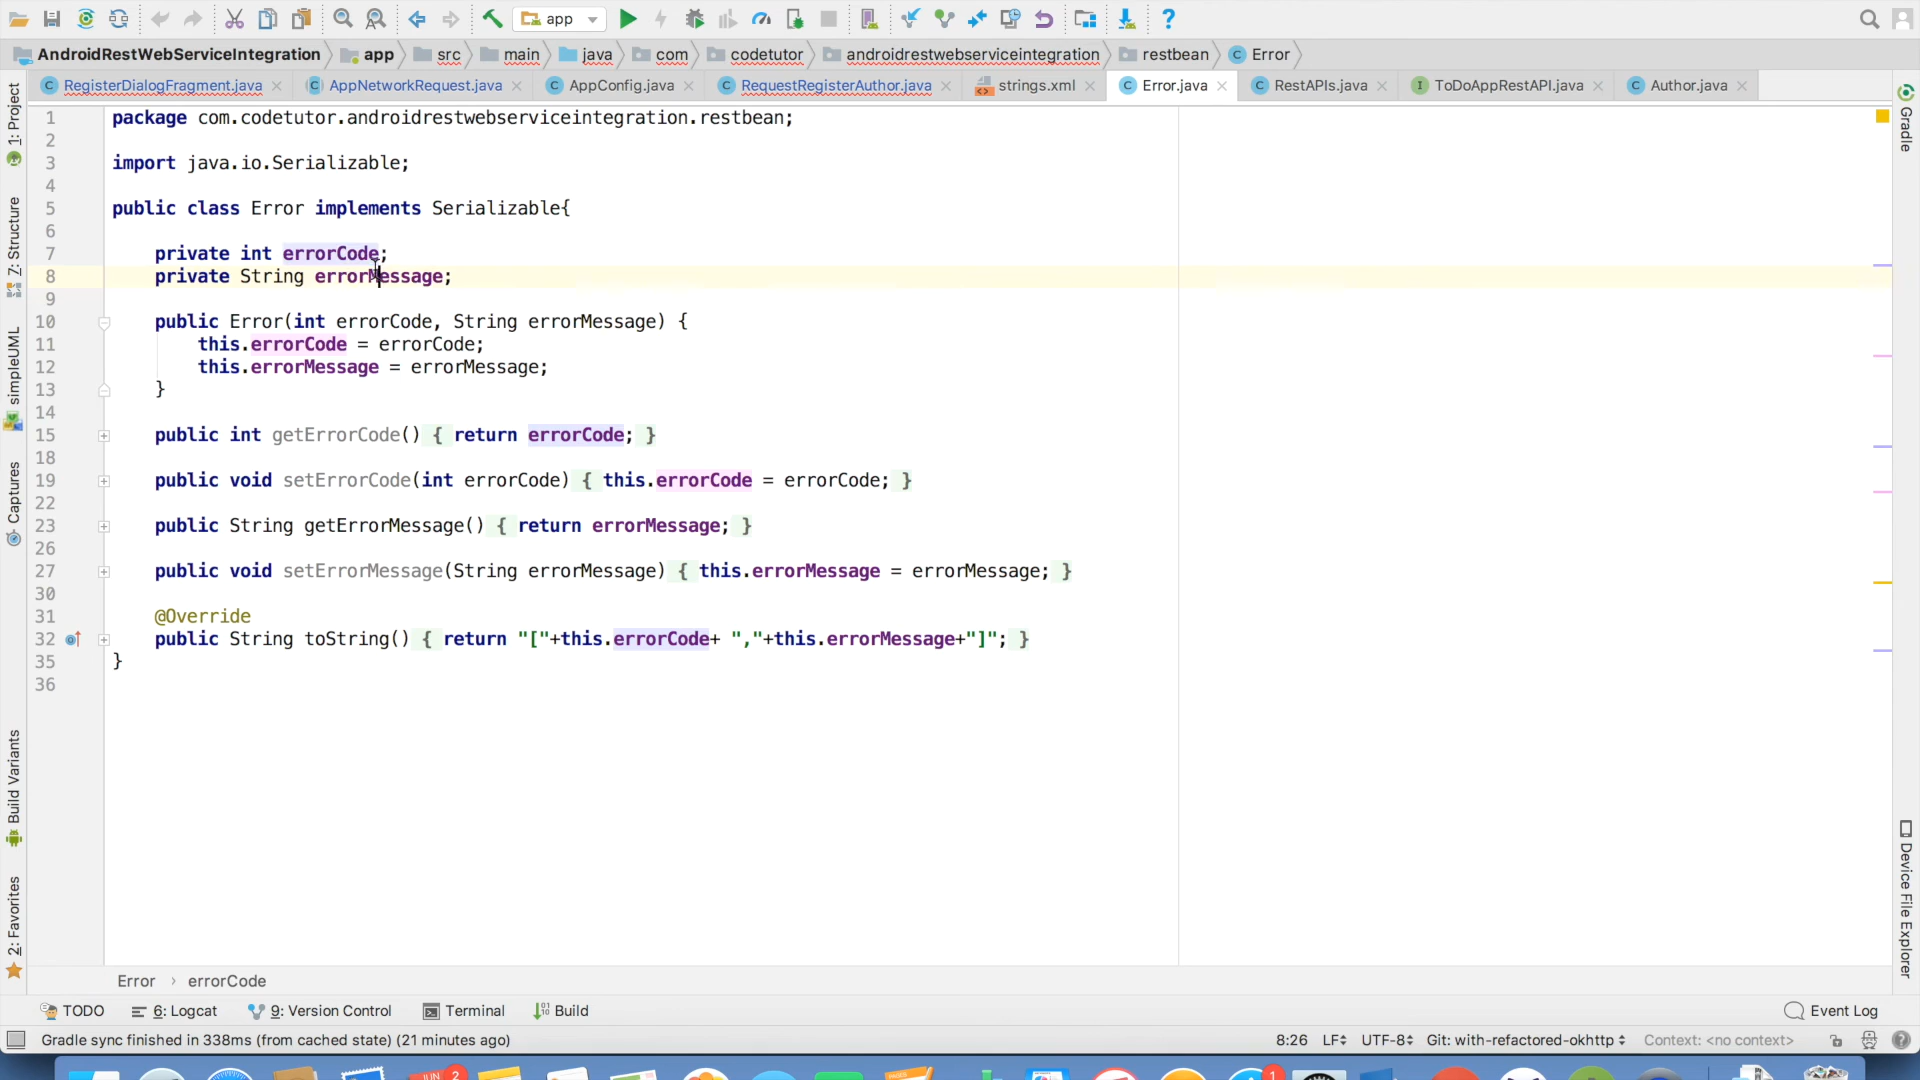 app
AndroidRestWebServiceIntegration app src main java com codetutor androidrestwebserviceintegration restbean Error
RegisterDialogFragment.java AppNetworkRequest.java AppConfig.java RequestRegisterAuthor.java strings.xml Error.java RestAPIs.java ToDoAppRestAPI.java Author.java
1: Project
7: Structure
simpleUML
Captures
Build Variants
2: Favorites
1 package com.codetutor.androidrestwebserviceintegration.restbean;
2
3 import java.io.Serializable;
4
5 public class Error implements Serializable{
6
7 private int errorCode;
8 private String errorMessage;
9
10 public Error(int errorCode, String errorMessage) {
11 this.errorCode = errorCode;
12 this.errorMessage = errorMessage;
13 }
14
15 public int getErrorCode() { return errorCode; }
18
19 public void setErrorCode(int errorCode) { this.errorCode = errorCode; }
22
23 public String getErrorMessage() { return errorMessage; }
26
27 public void setErrorMessage(String errorMessage) { this.errorMessage = errorMessage; }
30
31 @Override
32 public String toString() { return "["+this.errorCode+ ","+this.errorMessage+"]"; }
35 }
36
Gradle
Device File Explorer
Error › errorCode
TODO 6: Logcat 9: Version Control Terminal Build Event Log
Gradle sync finished in 338ms (from cached state) (21 minutes ago) 8:26 LF UTF-8 Git: with-refactored-okhttp Context: <no context>
JUN 2 PAGES 1